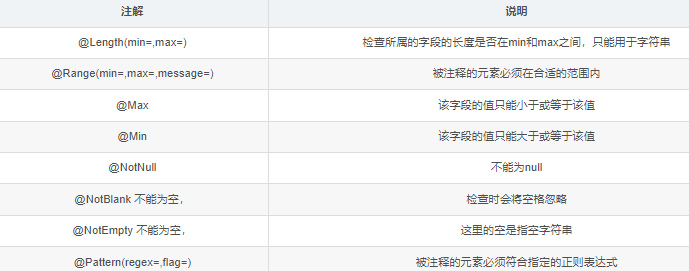 注解 说明
@Length(min=,max=) 检查所属的字段的长度是否在min和max之间，只能用于字符串
@Range(min=,max=,message=) 被注释的元素必须在合适的范围内
@Max 该字段的值只能小于或等于该值
@Min 该字段的值只能大于或等于该值
@NotNull 不能为null
@NotBlank 不能为空， 检查时会将空格忽略
@NotEmpty 不能为空， 这里的空是指空字符串
@Pattern(regex=,flag=) 被注释的元素必须符合指定的正则表达式